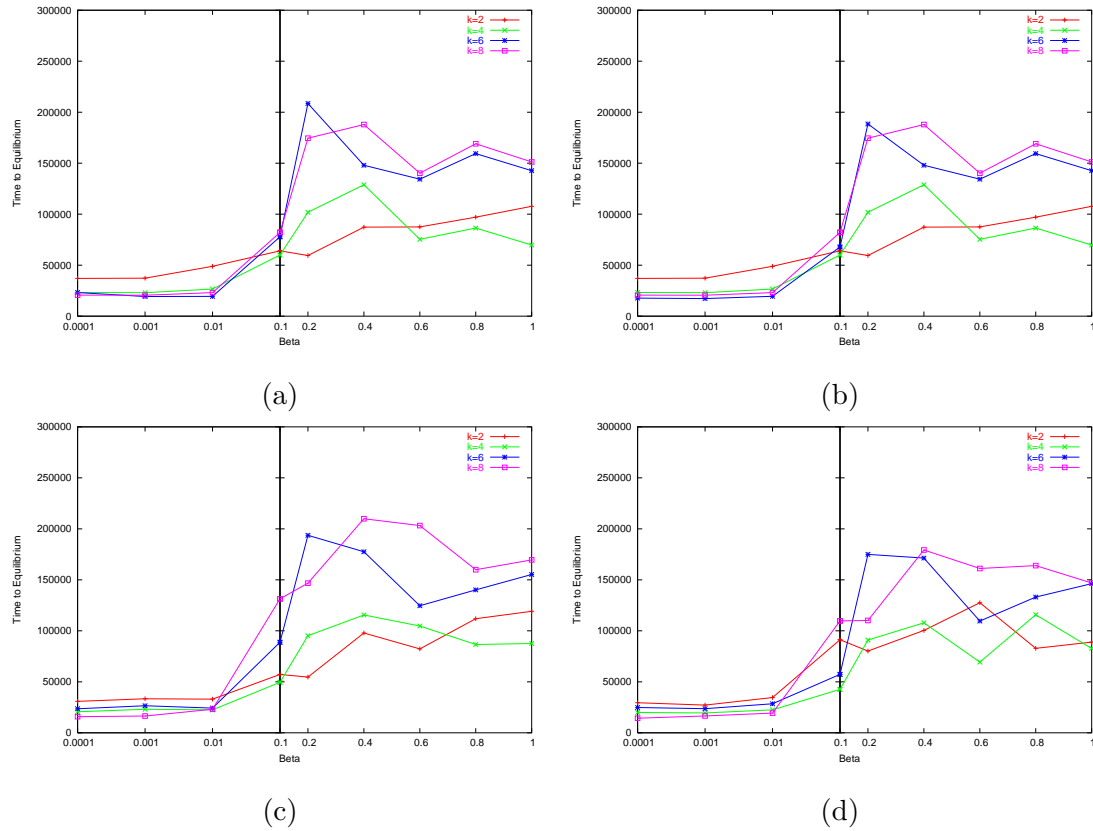 300000
250000
200000
150000
100000
50000
0
0.0001
0.001
0.01
0.1
0.2
0.4
0.6
0.8
1
Time to Equilibrium
Beta
k=2
k=4
k=6
k=8
(a)
300000
250000
200000
150000
100000
50000
0
0.0001
0.001
0.01
0.1
0.2
0.4
0.6
0.8
1
Time to Equilibrium
Beta
k=2
k=4
k=6
k=8
(b)
300000
250000
200000
150000
100000
50000
0
0.0001
0.001
0.01
0.1
0.2
0.4
0.6
0.8
1
Time to Equilibrium
Beta
k=2
k=4
k=6
k=8
(c)
300000
250000
200000
150000
100000
50000
0
0.0001
0.001
0.01
0.1
0.2
0.4
0.6
0.8
1
Time to Equilibrium
Beta
k=2
k=4
k=6
k=8
(d)